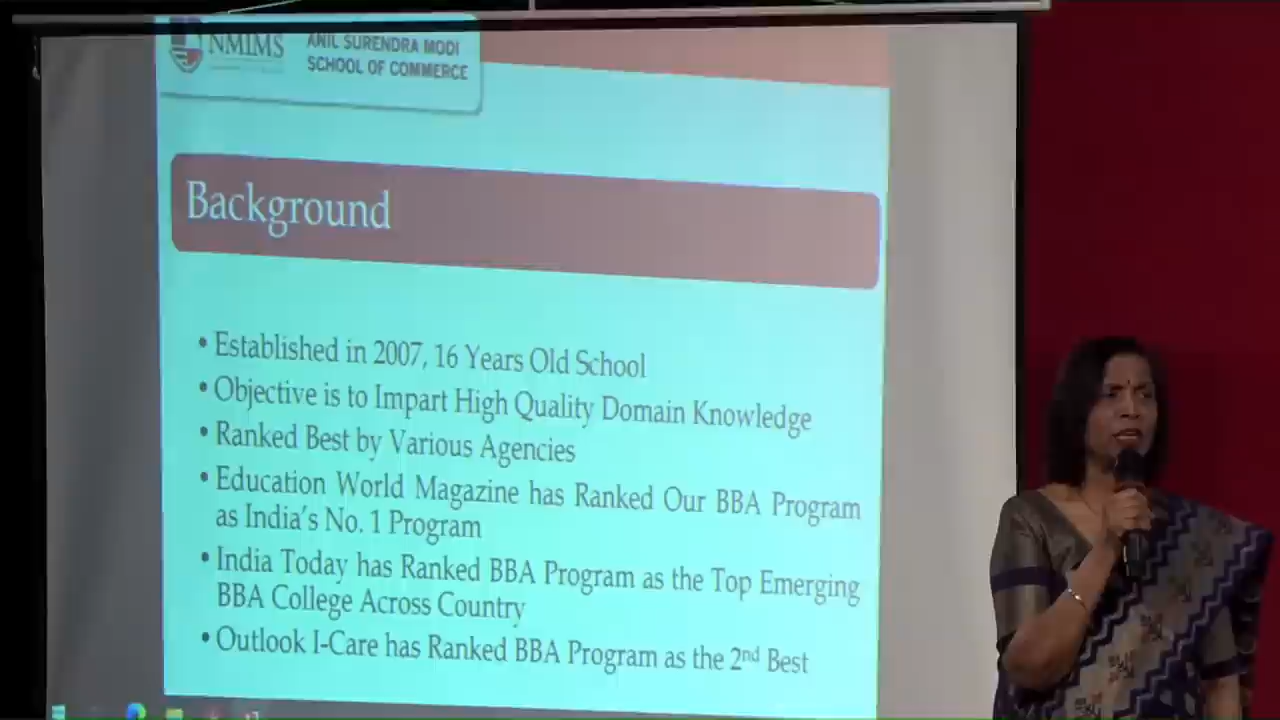 NMIMS
ANIL SURENDRA MODI
SCHOOL OF COMMERCE
Background
• Established in 2007, 16 Years Old School
• Objective is to Impart High Quality Domain Knowledge
• Ranked Best by Various Agencies
• Education World Magazine has Ranked Our BBA Program
as India's No. 1 Program
• India Today has Ranked BBA Program as the Top Emerging
BBA College Across Country
• Outlook I-Care has Ranked BBA Program as the 2nd Best